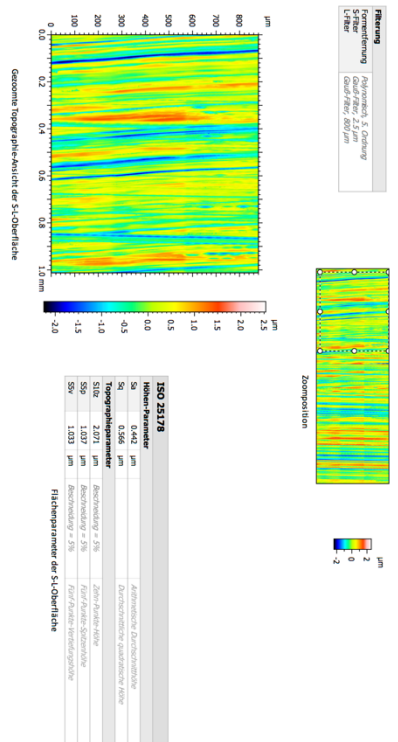 Filterung
Formentfernung Polynomisch, 5. Ordnung
S-Filter Gauß-Filter, 2.5 µm
L-Filter Gauß-Filter, 800 µm
µm
2
0
-2
Zoomposition
µm
800
700
600
500
400
300
200
100
0
0.0 0.2 0.4 0.6 0.8 1.0 mm
µm
2.5
2.0
1.5
1.0
0.5
0.0
-0.5
-1.0
-1.5
-2.0
Gezoomte Topographie-Ansicht der S-L-Oberfläche
ISO 25178
Höhen-Parameter
Sa 0.442 µm Arithmetische Durchschnitthöhe
Sq 0.566 µm Durchschnittliche quadratische Höhe
Topographieparameter
S10z 2.071 µm Beschneidung = 5% Zehn-Punkte-Höhe
S5p 1.037 µm Beschneidung = 5% Fünf-Punkte-Spitzenhöhe
S5v 1.033 µm Beschneidung = 5% Fünf-Punkte-Vertiefungshöhe
Flächenparameter der S-L-Oberfläche